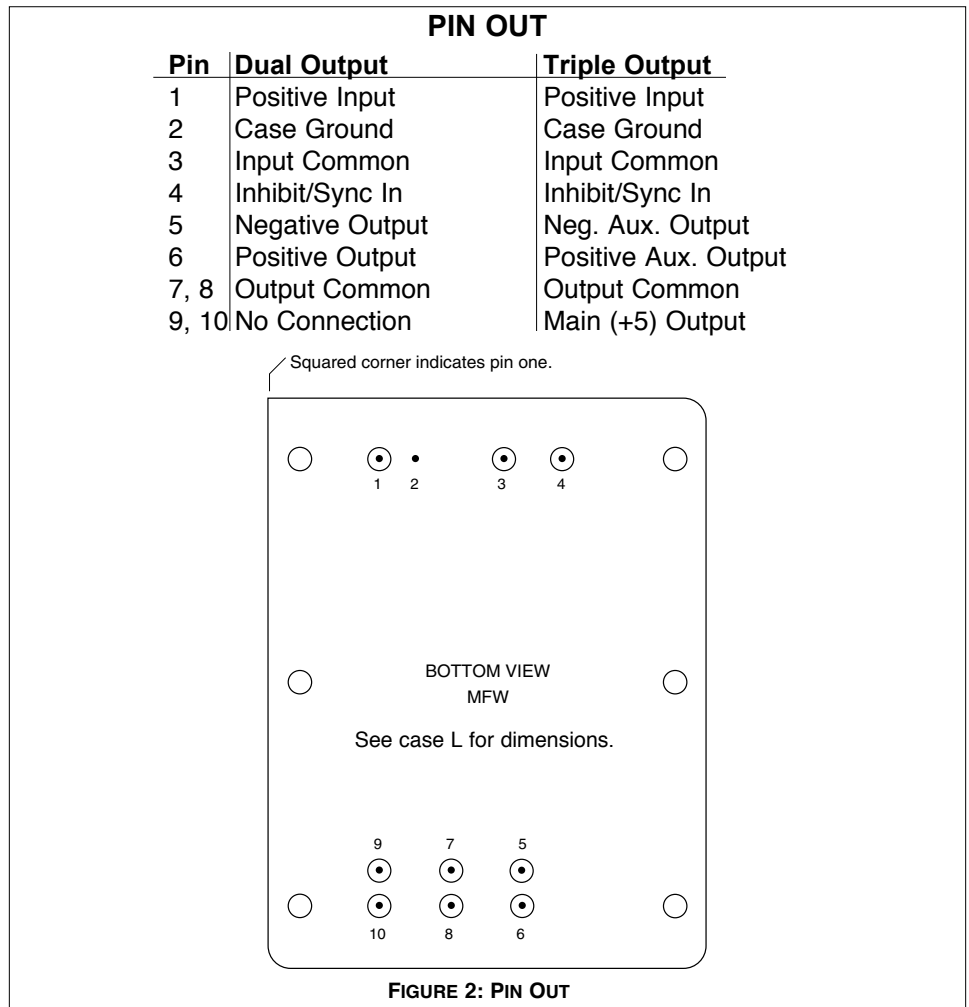 PIN OUT
Pin Dual Output Triple Output
1 Positive Input Positive Input
2 Case Ground Case Ground
3 Input Common Input Common
4 Inhibit/Sync In Inhibit/Sync In
5 Negative Output Neg. Aux. Output
6 Positive Output Positive Aux. Output
7, 8 Output Common Output Common
9, 10 No Connection Main (+5) Output
Squared corner indicates pin one.
1 2 3 4
BOTTOM VIEW
MFW
See case L for dimensions.
9 7 5
10 8 6
FIGURE 2: PIN OUT